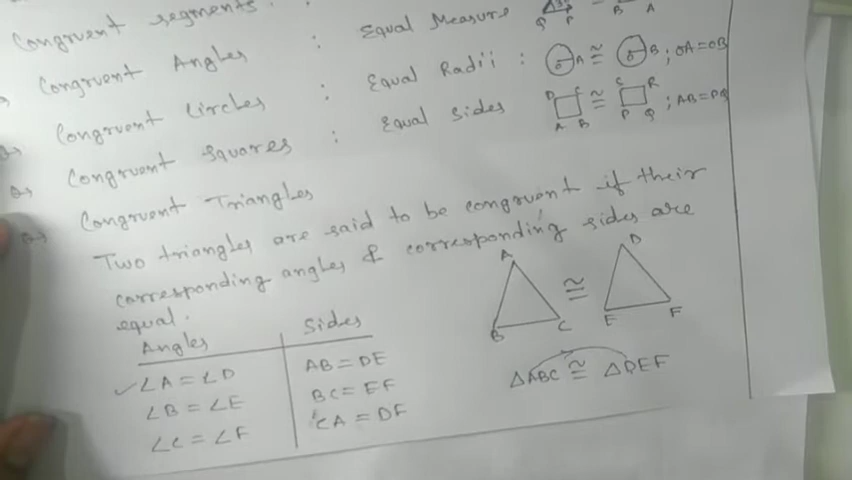 Congruent segments :
Congruent Angles : Equal Measure
Q P B A
Congruent Circles : Equal Radii : O A ≅ O B ; OA = OB
Congruent Squares : Equal Sides D C A B ≅ S R P Q ; AB = PQ
Congruent Triangles
Two triangles are said to be congruent if their
corresponding angles & corresponding sides are
equal.
A B C ≅ D E F
Angles Sides
∠A = ∠D AB = DE
∠B = ∠E BC = EF
∠C = ∠F CA = DF
△ABC ≅ △DEF